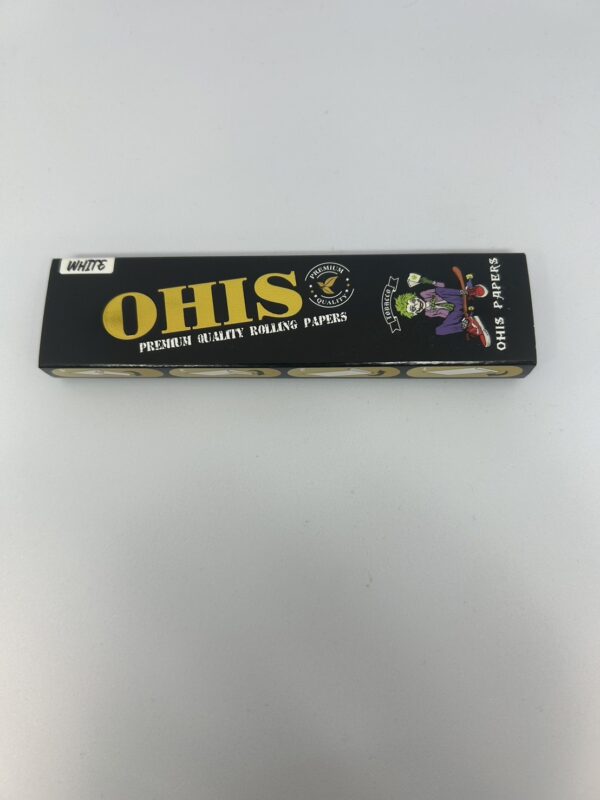 WHITE
OHIS
PREMIUM QUALITY ROLLING PAPERS
PREMIUM
QUALITY
TOBACCO
OHIS PAPERS